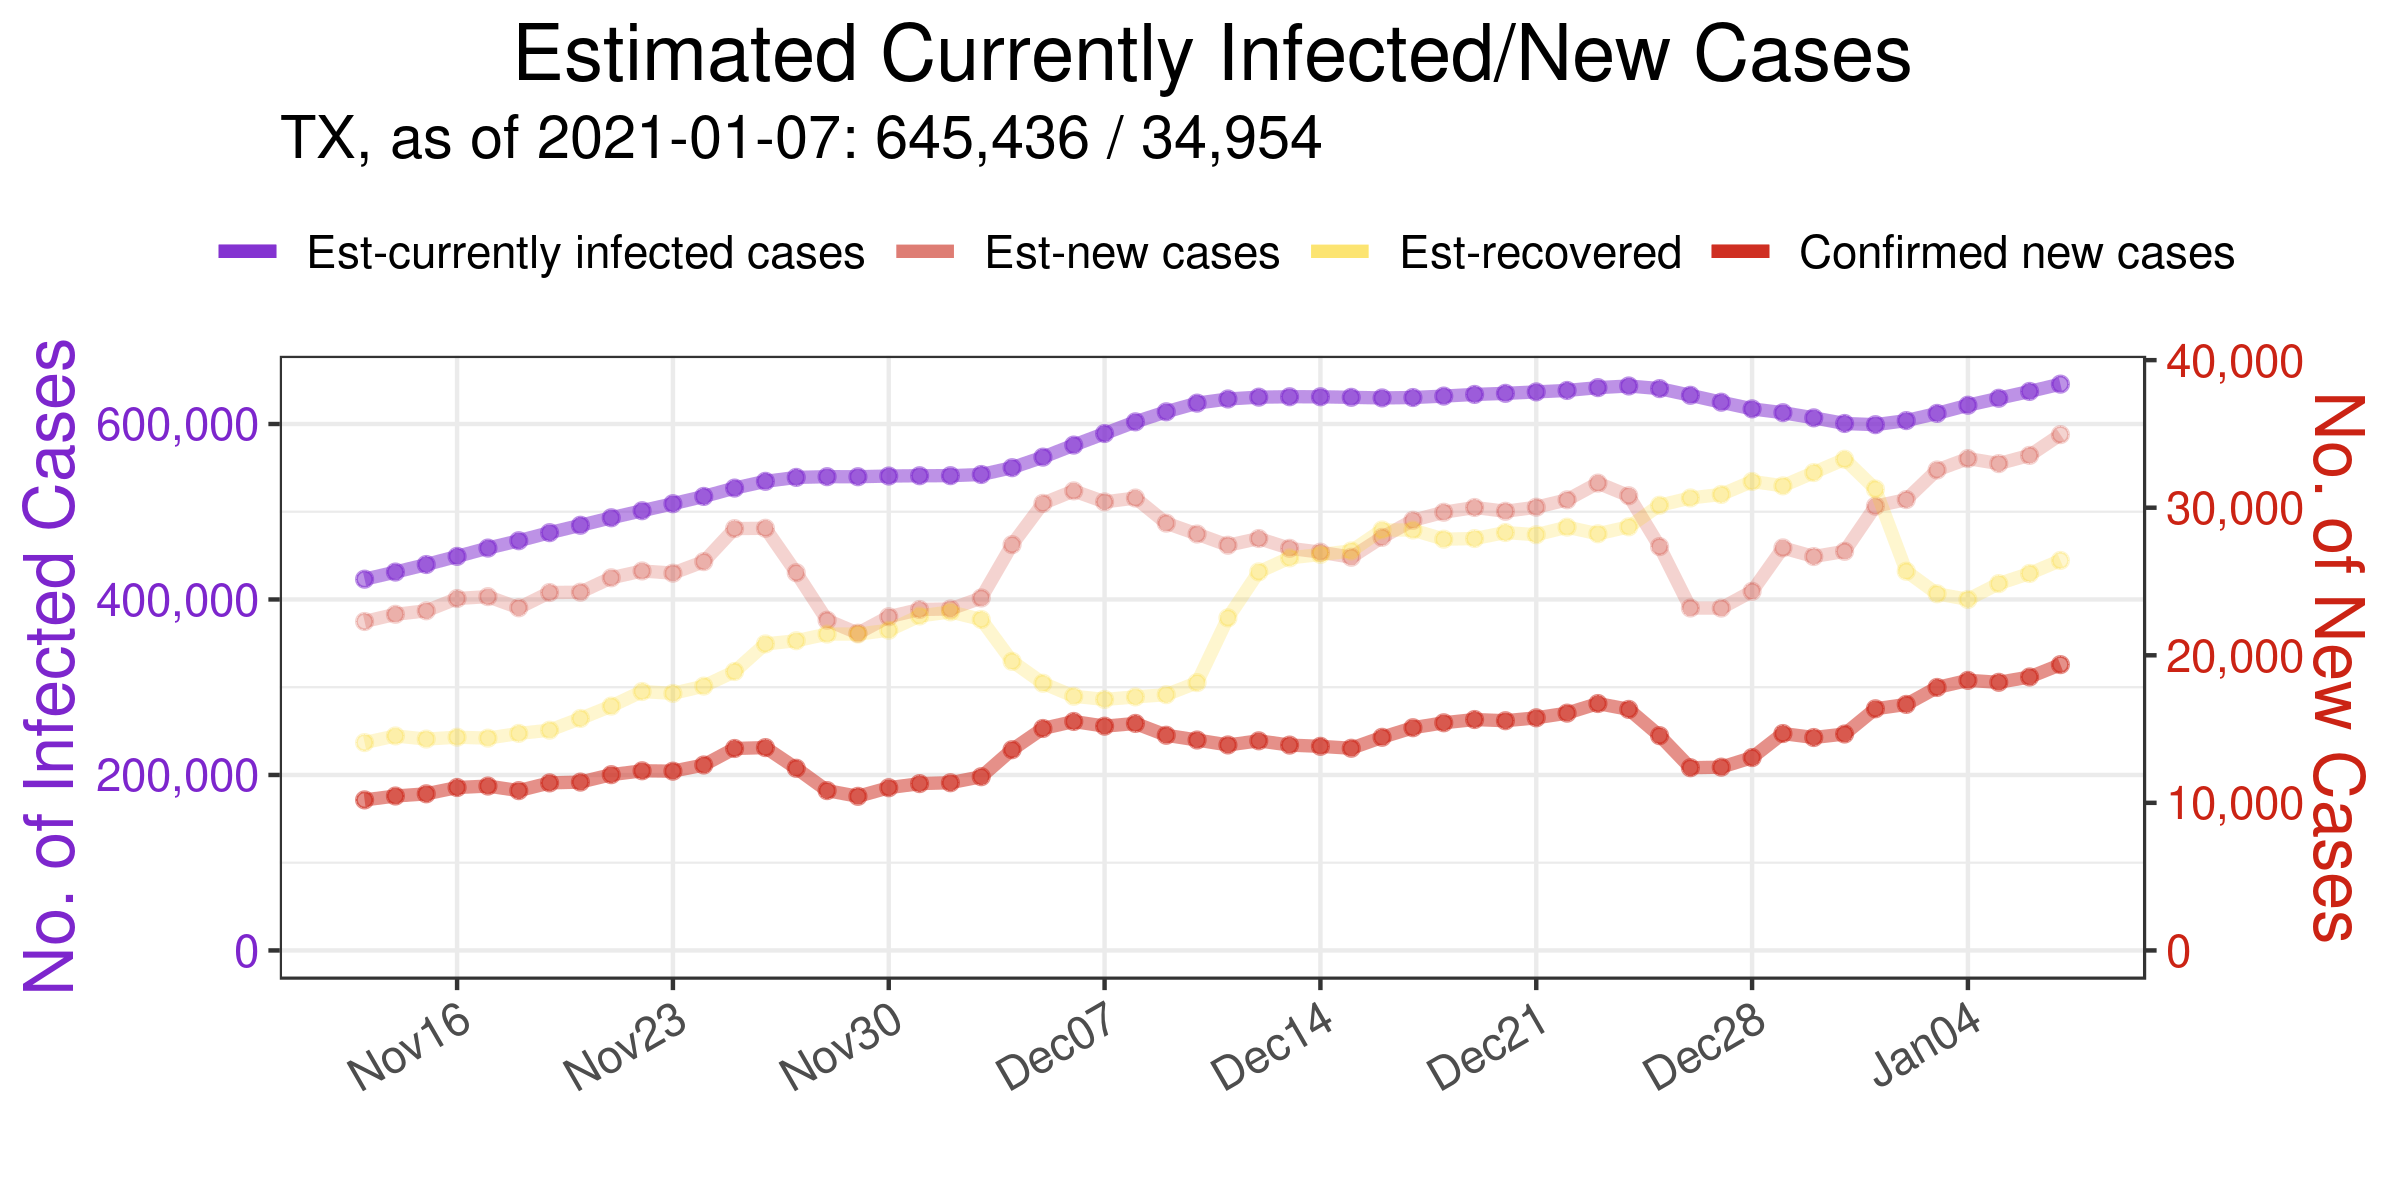 Estimated Currently Infected/New Cases
TX, as of 2021-01-07: 645,436 / 34,954
Est-currently infected cases Est-new cases Est-recovered Confirmed new cases
No. of Infected Cases
600,000
400,000
200,000
0
40,000
30,000
20,000
10,000
0
No. of New Cases
Nov16 Nov23 Nov30 Dec07 Dec14 Dec21 Dec28 Jan04